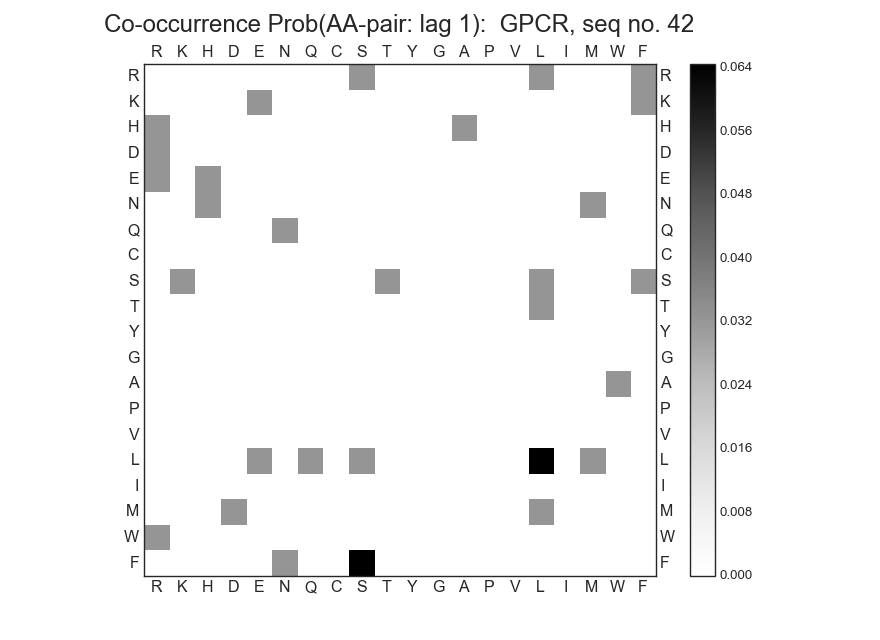 Co-occurrence Prob(AA-pair: lag 1):  GPCR, seq no. 42
R K H D E N Q C S T Y G A P V L I M W F
R R
K K
H H
D D
E E
N N
Q Q
C C
S S
T T
Y Y
G G
A A
P P
V V
L L
I I
M M
W W
F F
R K H D E N Q C S T Y G A P V L I M W F
0.064
0.056
0.048
0.040
0.032
0.024
0.016
0.008
0.000